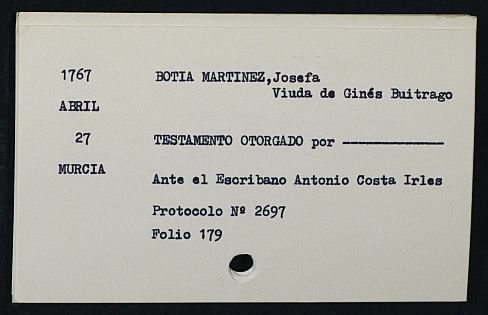 1767 BOTIA MARTINEZ,Josefa
Viuda de Ginés Buitrago
ABRIL
27 TESTAMENTO OTORGADO por --------------
MURCIA
Ante el Escribano Antonio Costa Irles
Protocolo Nº 2697
Folio 179